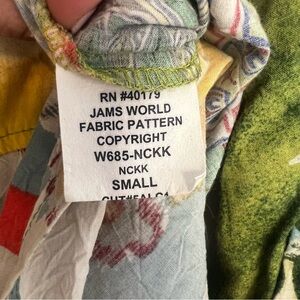 RN #40179
JAMS WORLD
FABRIC PATTERN
COPYRIGHT
W685-NCKK
NCKK
SMALL